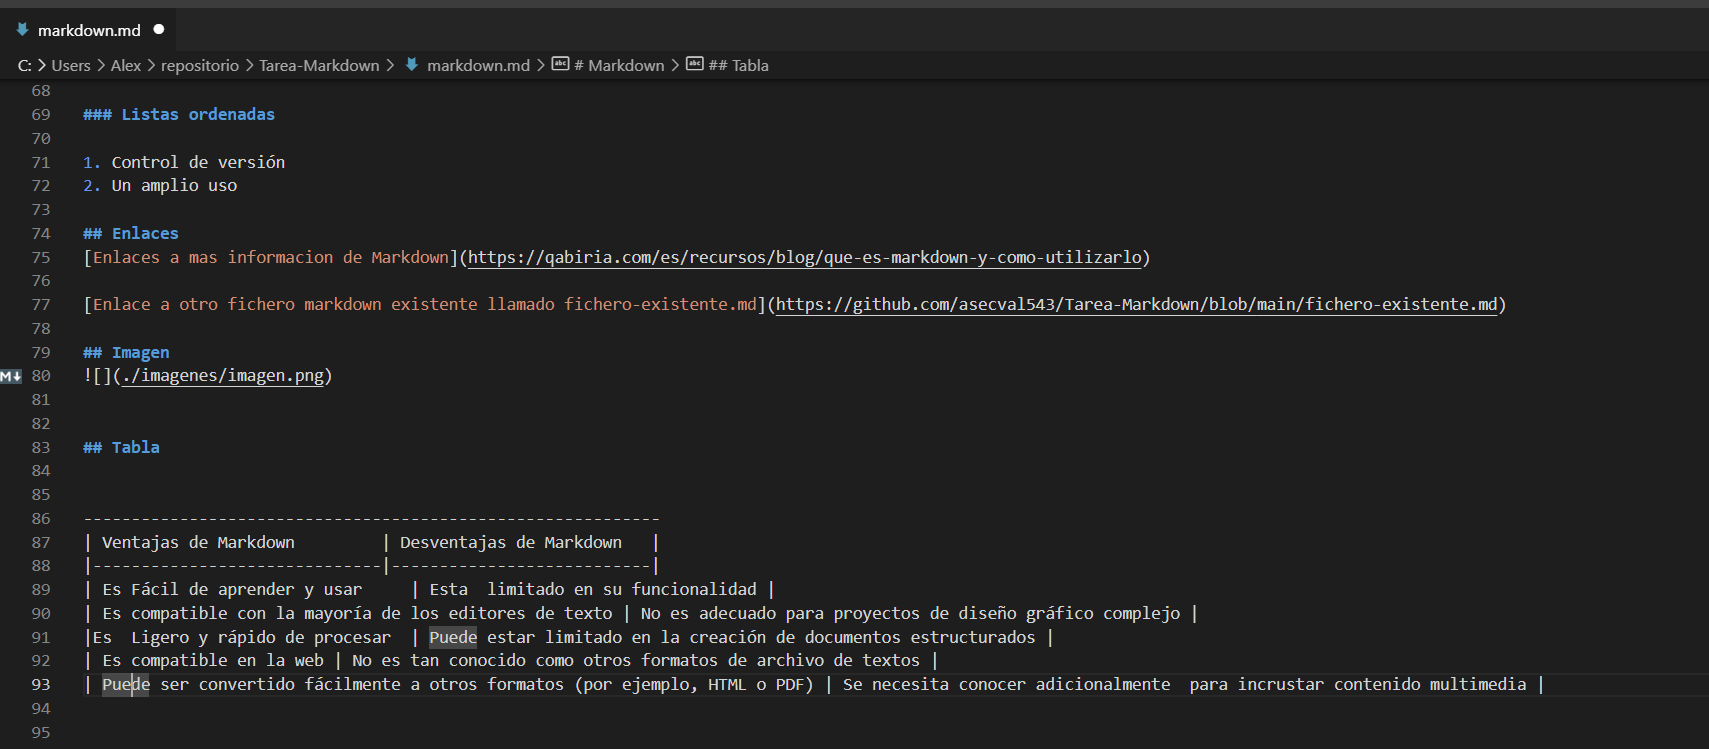 markdown.md
C: > Users > Alex > repositorio > Tarea-Markdown > markdown.md > # Markdown > ## Tabla
68
69 ### Listas ordenadas
70
71 1. Control de versión
72 2. Un amplio uso
73
74 ## Enlaces
75 [Enlaces a mas informacion de Markdown](https://qabiria.com/es/recursos/blog/que-es-markdown-y-como-utilizarlo)
76
77 [Enlace a otro fichero markdown existente llamado fichero-existente.md](https://github.com/asecval543/Tarea-Markdown/blob/main/fichero-existente.md)
78
79 ## Imagen
M↓ 80 ![](./imagenes/imagen.png)
81
82
83 ## Tabla
84
85
86 ------------------------------------------------------------
87 | Ventajas de Markdown         | Desventajas de Markdown   |
88 |------------------------------|---------------------------|
89 | Es Fácil de aprender y usar     | Esta  limitado en su funcionalidad |
90 | Es compatible con la mayoría de los editores de texto | No es adecuado para proyectos de diseño gráfico complejo |
91 |Es  Ligero y rápido de procesar  | Puede estar limitado en la creación de documentos estructurados |
92 | Es compatible en la web | No es tan conocido como otros formatos de archivo de textos |
93 | Puede ser convertido fácilmente a otros formatos (por ejemplo, HTML o PDF) | Se necesita conocer adicionalmente  para incrustar contenido multimedia |
94
95